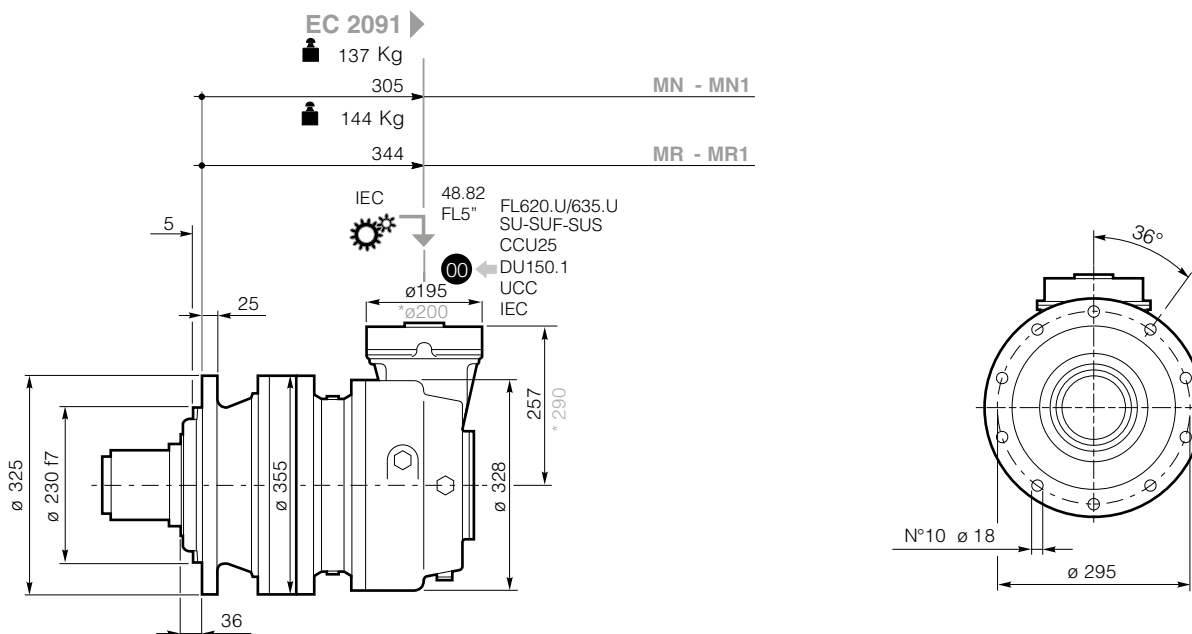 EC 2091
137 Kg
305
MN - MN1
144 Kg
344
MR - MR1
IEC
48.82
FL5"
FL620.U/635.U
SU-SUF-SUS
CCU25
00
DU150.1
UCC
IEC
5
25
ø195
*ø200
257
* 290
ø 325
ø 230 f7
ø 355
ø 328
36
36°
N°10 ø 18
ø 295